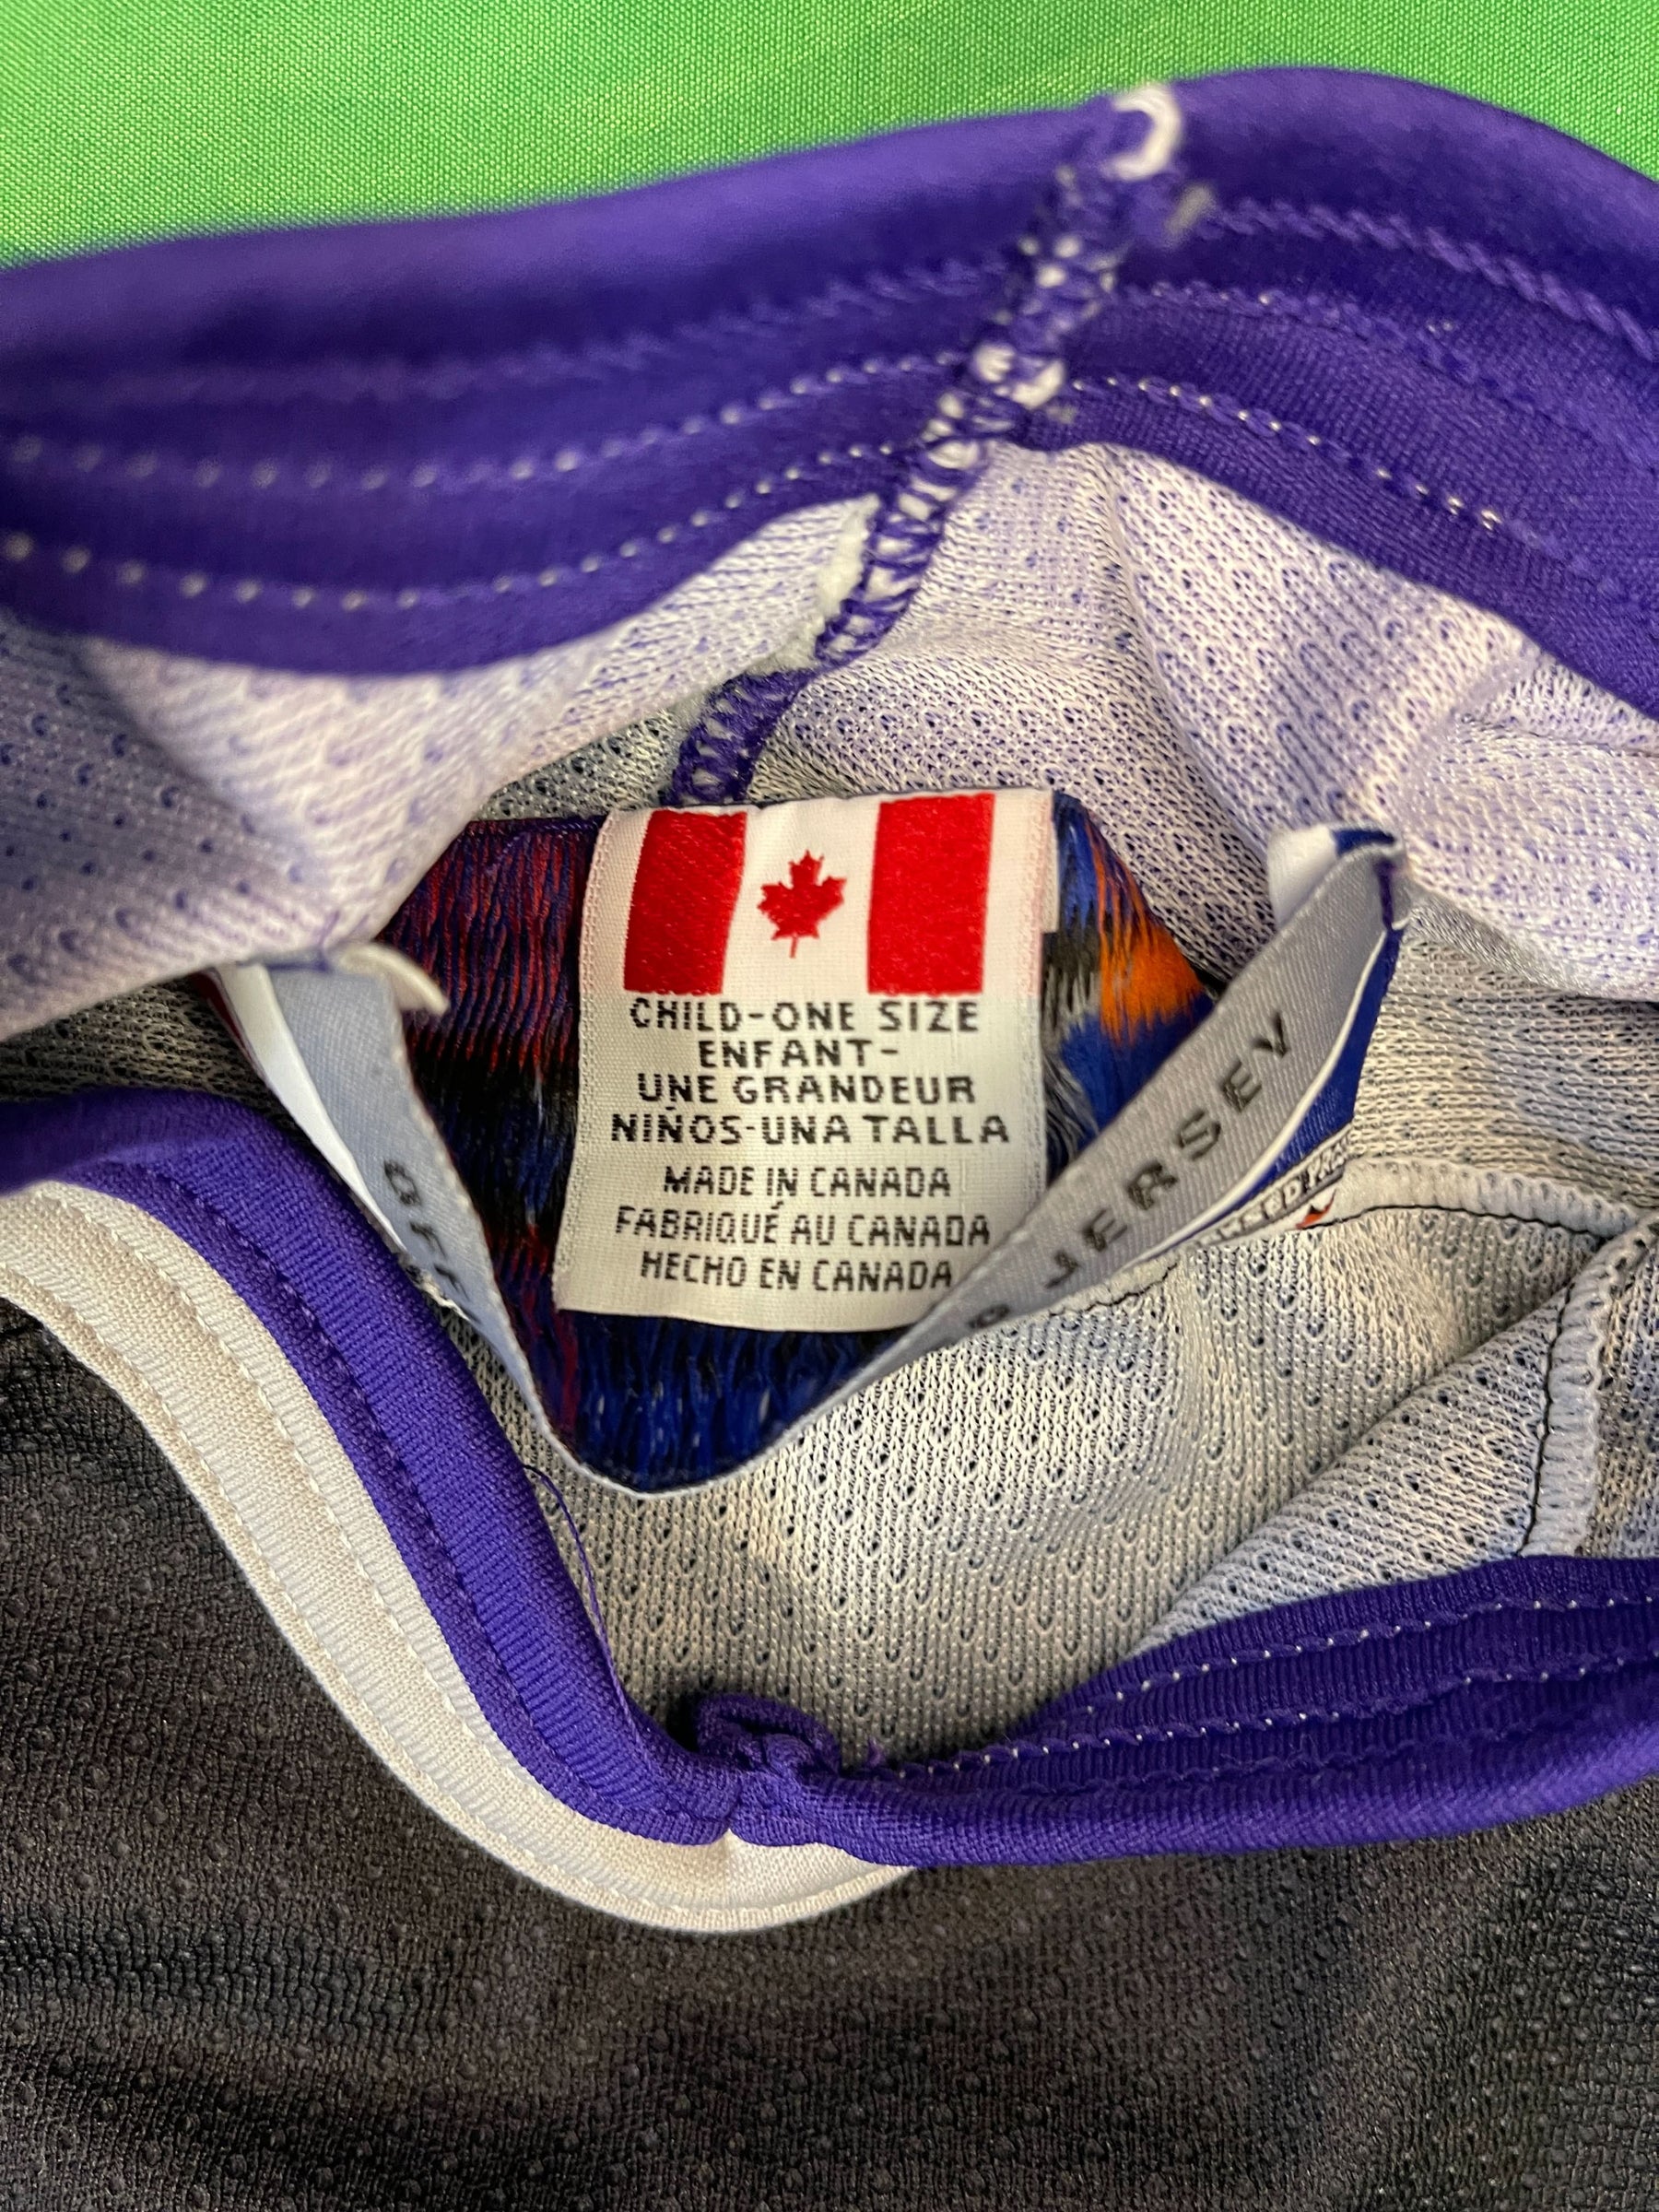 CHILD-ONE SIZE
ENFANT-
UNE GRANDEUR
NIÑOS-UNA TALLA
MADE IN CANADA
FABRIQUÉ AU CANADA
HECHO EN CANADA
OFF
JERSEY